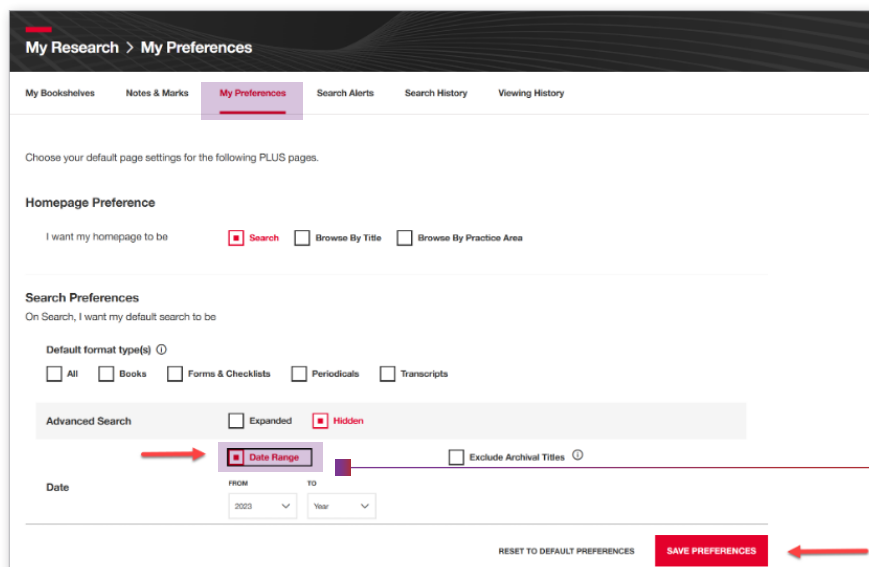 My Research > My Preferences
My Bookshelves Notes & Marks My Preferences Search Alerts Search History Viewing History
Choose your default page settings for the following PLUS pages.
Homepage Preference
I want my homepage to be Search Browse By Title Browse By Practice Area
Search Preferences
On Search, I want my default search to be
Default format type(s)
All Books Forms & Checklists Periodicals Transcripts
Advanced Search Expanded Hidden
Date Range Exclude Archival Titles
Date FROM TO
2023 Year
RESET TO DEFAULT PREFERENCES SAVE PREFERENCES